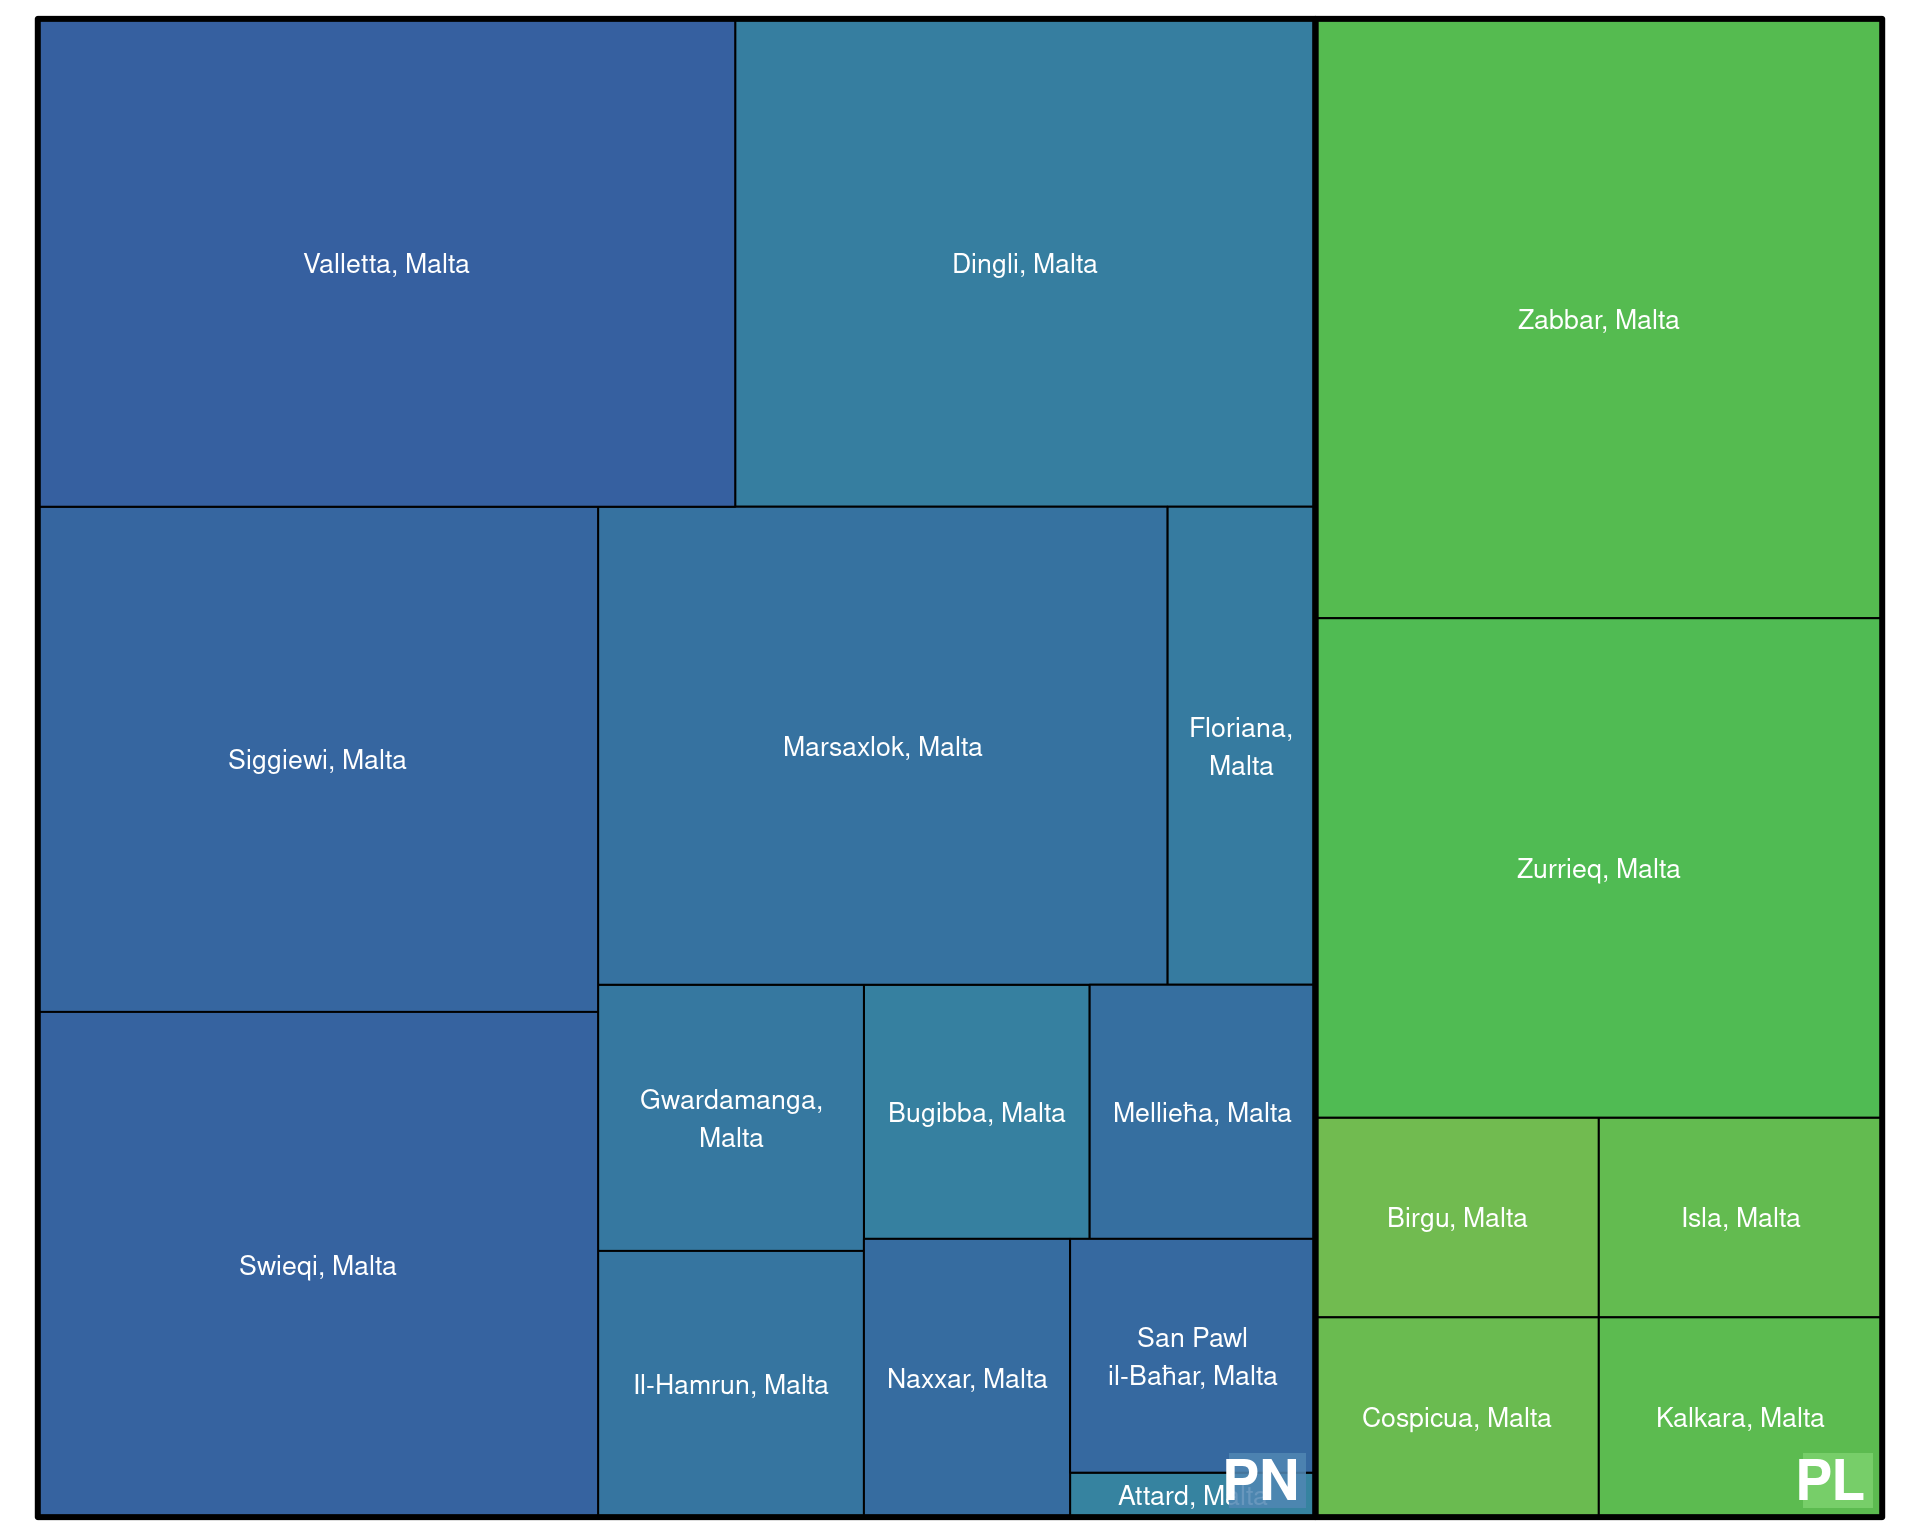 Valletta, Malta
Dingli, Malta
Zabbar, Malta
Siggiewi, Malta
Marsaxlok, Malta
Floriana,
Malta
Zurrieq, Malta
Swieqi, Malta
Gwardamanga,
Malta
Bugibba, Malta
Mellieħa, Malta
Birgu, Malta
Isla, Malta
Il-Hamrun, Malta
Naxxar, Malta
San Pawl
il-Baħar, Malta
Cospicua, Malta
Kalkara, Malta
Attard, Malta
PN
PL